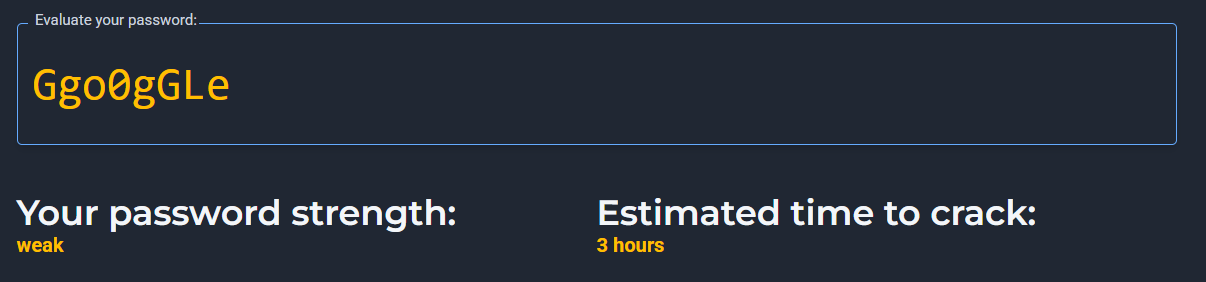 Evaluate your password:
Ggo0gGLe
Your password strength:
weak
Estimated time to crack:
3 hours